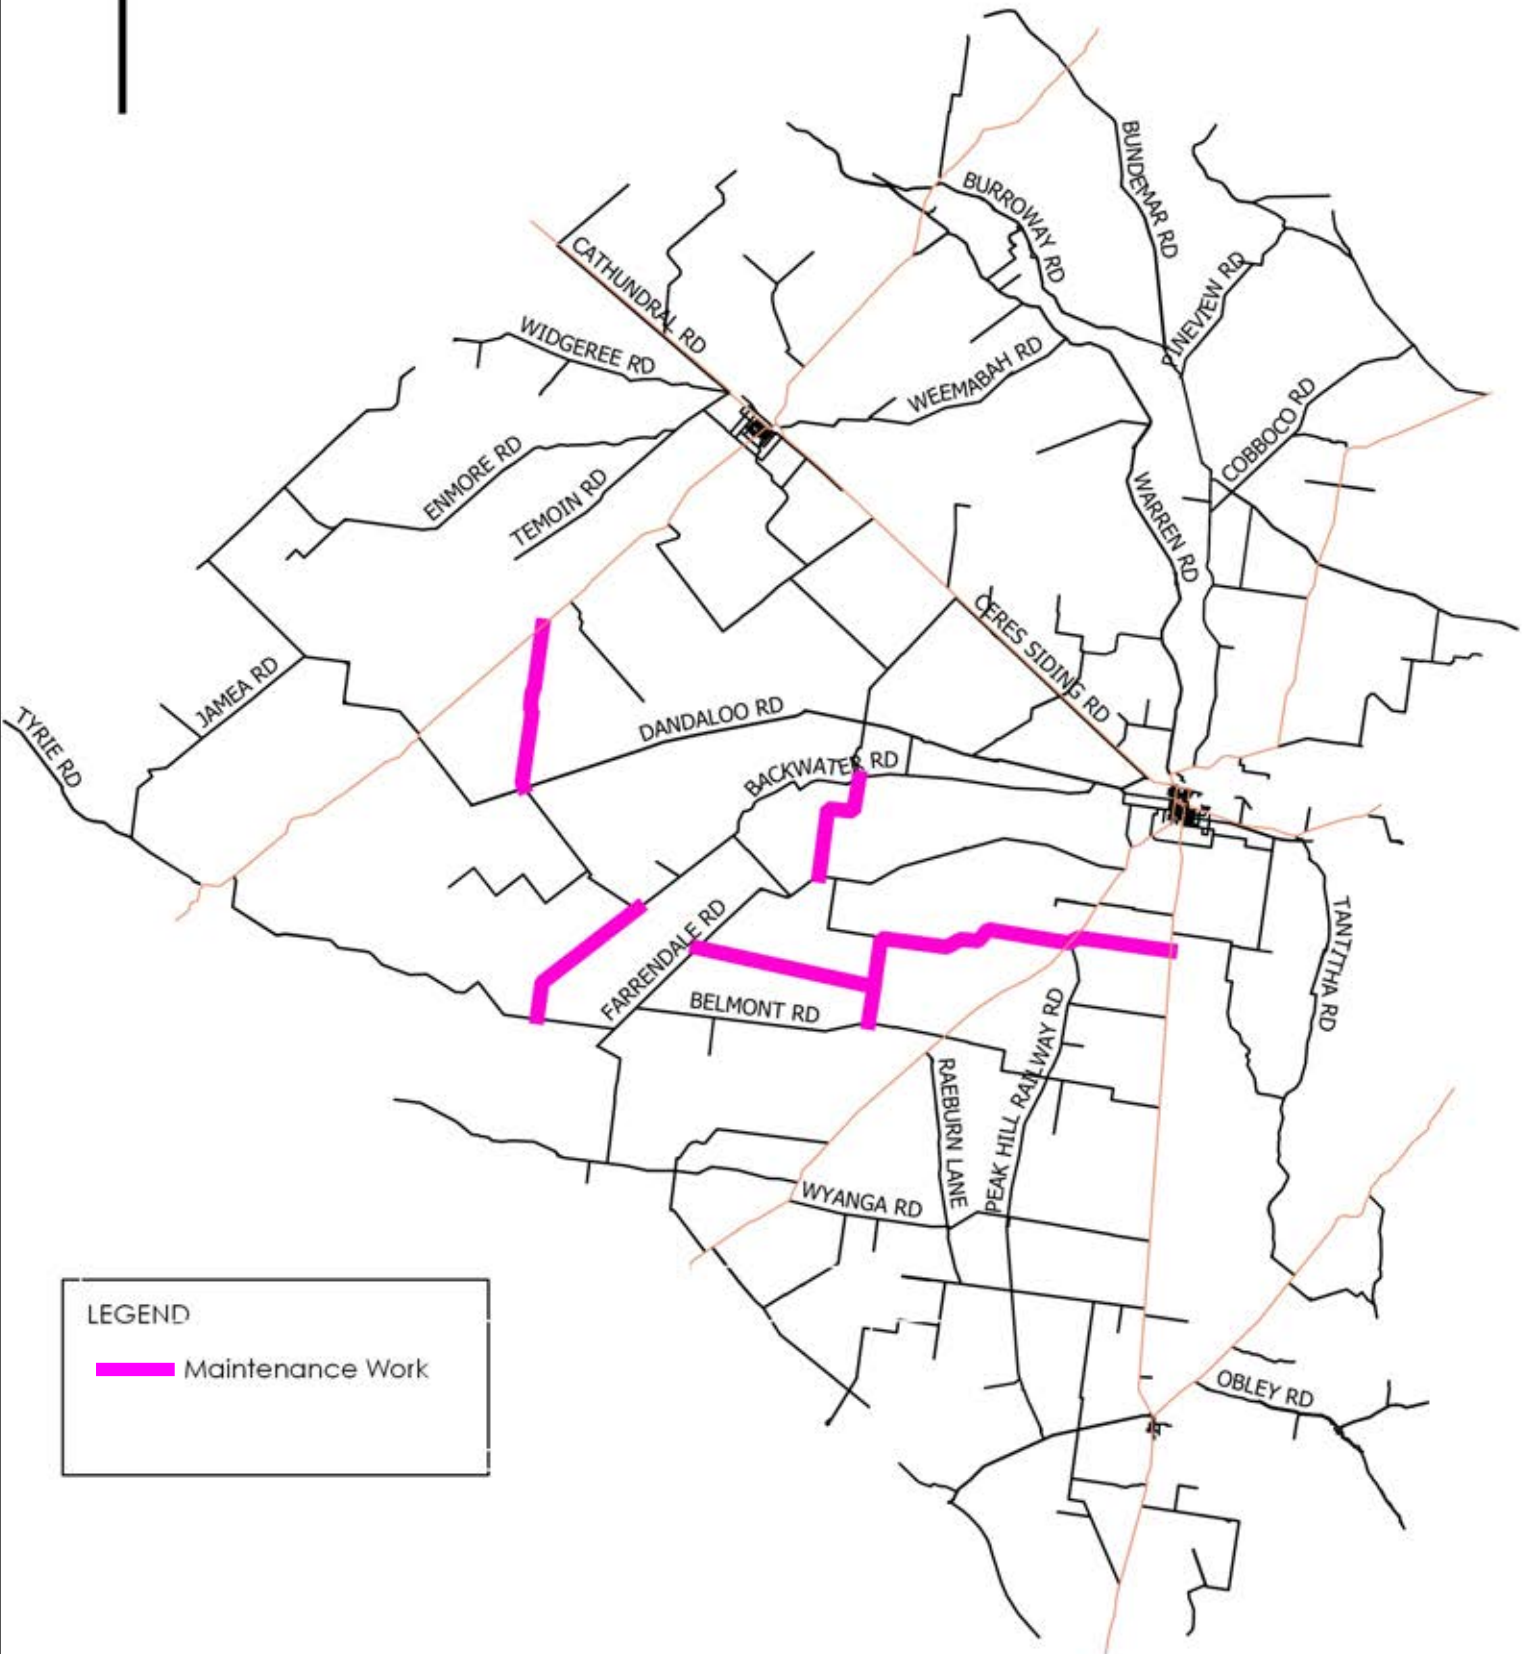 BUNDEMAR RD
BURROWAY RD
CATHUNDRAL RD
PINEVIEW RD
WIDGEREE RD
WEEMABAH RD
COBBOCO RD
ENMORE RD
TEMOIN RD
WARREN RD
CERES SIDING RD
JAMEA RD
TYRIE RD
DANDALOO RD
BACKWATER RD
TANTITHA RD
FARRENDALE RD
BELMONT RD
PEAK HILL RAILWAY RD
RAEBURN LANE
WYANGA RD
OBLEY RD
LEGEND
Maintenance Work